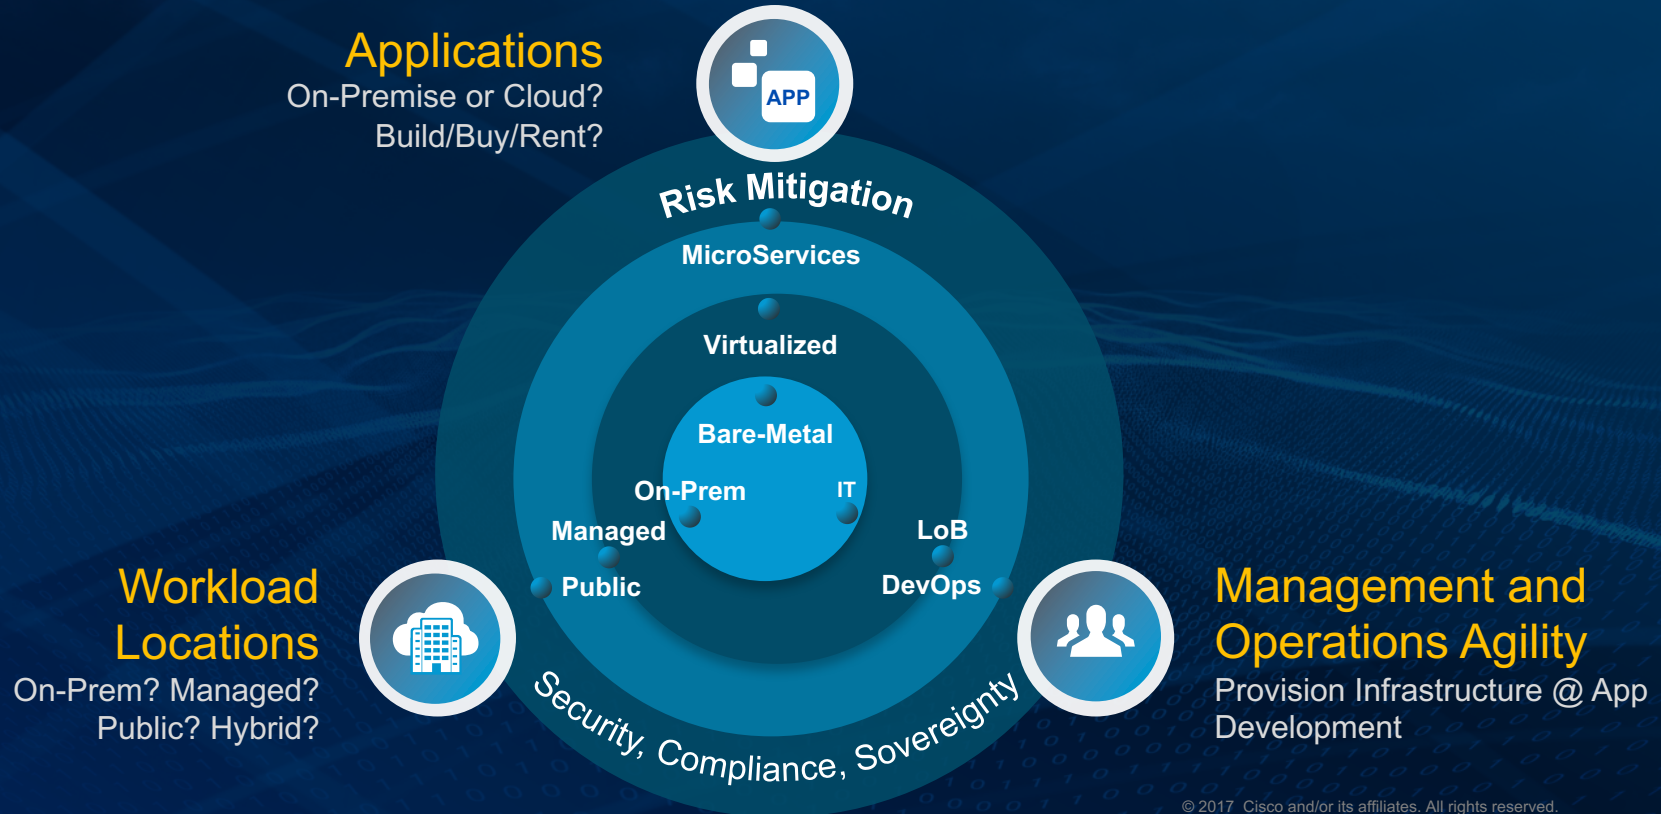 Applications
On-Premise or Cloud?
Build/Buy/Rent?
APP
Risk Mitigation
MicroServices
Virtualized
Bare-Metal
On-Prem
IT
Managed
LoB
Public
DevOps
Workload
Locations
On-Prem? Managed?
Public? Hybrid?
Management and
Operations Agility
Provision Infrastructure @ App
Development
Security, Compliance, Sovereignty
© 2017 Cisco and/or its affiliates. All rights reserved.